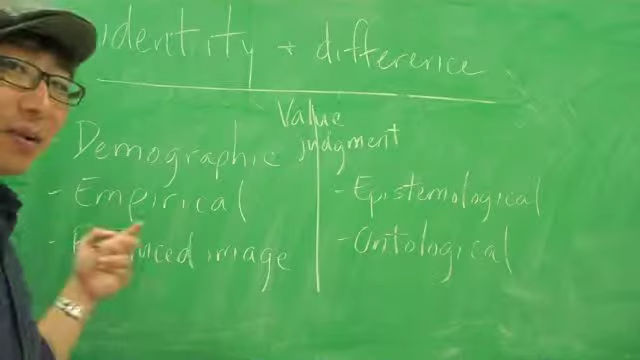 identity + difference
Value
judgment
Demographic
- Empirical
- Epistemological
- image
- Ontological